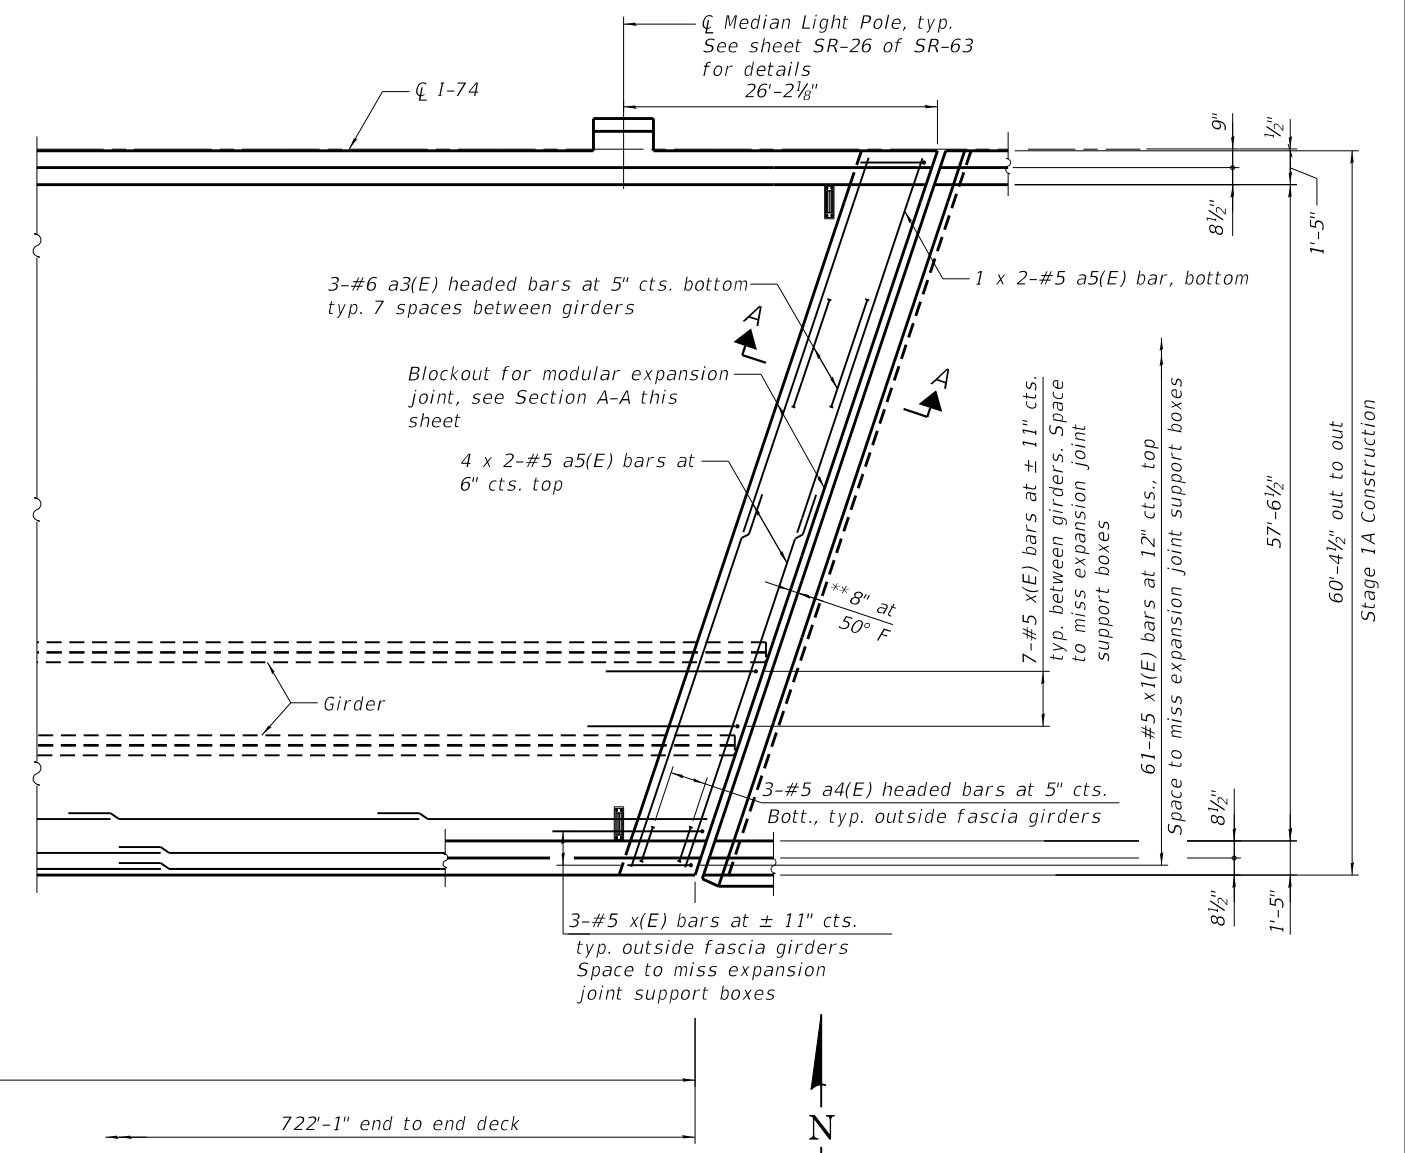 ℄ Median Light Pole, typ.
See sheet SR-26 of SR-63
for details
26'-2⅛"
℄ I-74
9"
½"
8½"
1'-5"
3-#6 a3(E) headed bars at 5" cts. bottom
typ. 7 spaces between girders
1 x 2-#5 a5(E) bar, bottom
A
A
Blockout for modular expansion
joint, see Section A-A this
sheet
4 x 2-#5 a5(E) bars at
6" cts. top
**8" at
50° F
7-#5 x(E) bars at ± 11" cts.
typ. between girders. Space
to miss expansion joint
support boxes
61-#5 x1(E) bars at 12" cts., top
Space to miss expansion joint support boxes
57'-6½"
60'-4½" out to out
Stage 1A Construction
Girder
3-#5 a4(E) headed bars at 5" cts.
Bott., typ. outside fascia girders
8½"
8½"
1'-5"
3-#5 x(E) bars at ± 11" cts.
typ. outside fascia girders
Space to miss expansion
joint support boxes
722'-1" end to end deck
N